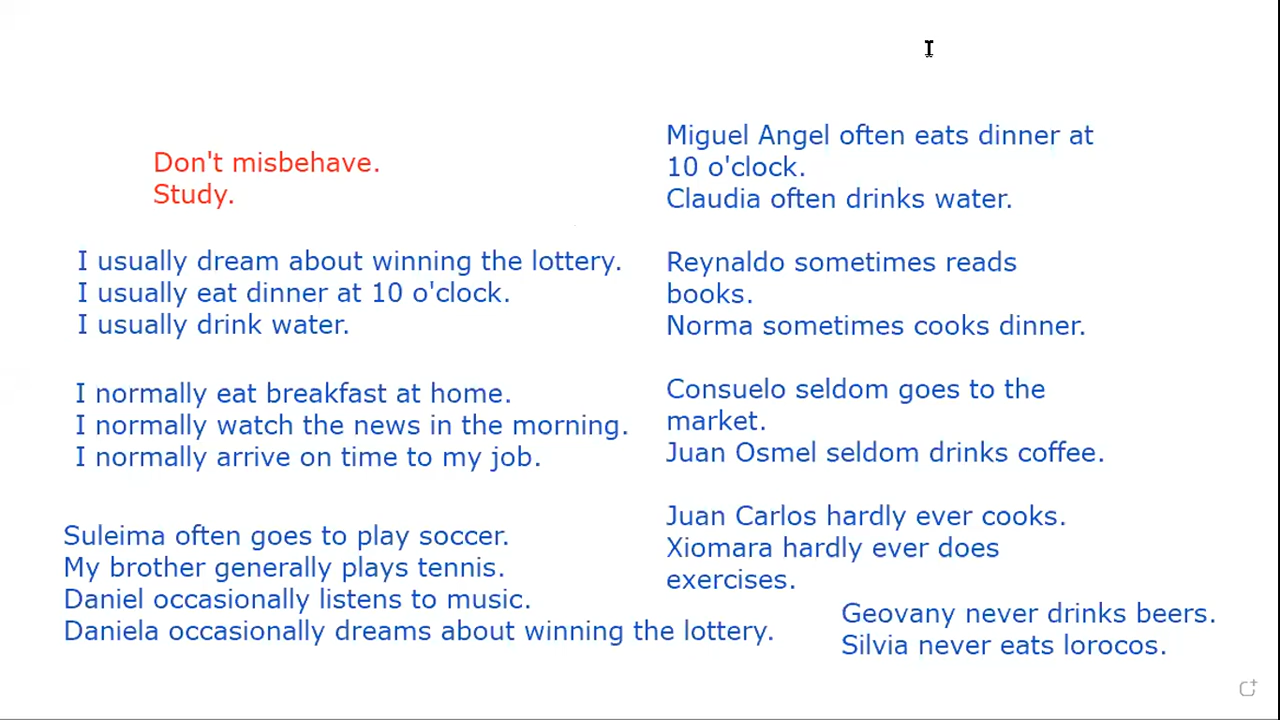 Don't misbehave.
Study.
I usually dream about winning the lottery.
I usually eat dinner at 10 o'clock.
I usually drink water.
I normally eat breakfast at home.
I normally watch the news in the morning.
I normally arrive on time to my job.
Suleima often goes to play soccer.
My brother generally plays tennis.
Daniel occasionally listens to music.
Daniela occasionally dreams about winning the lottery.
Miguel Angel often eats dinner at
10 o'clock.
Claudia often drinks water.
Reynaldo sometimes reads
books.
Norma sometimes cooks dinner.
Consuelo seldom goes to the
market.
Juan Osmel seldom drinks coffee.
Juan Carlos hardly ever cooks.
Xiomara hardly ever does
exercises.
Geovany never drinks beers.
Silvia never eats lorocos.